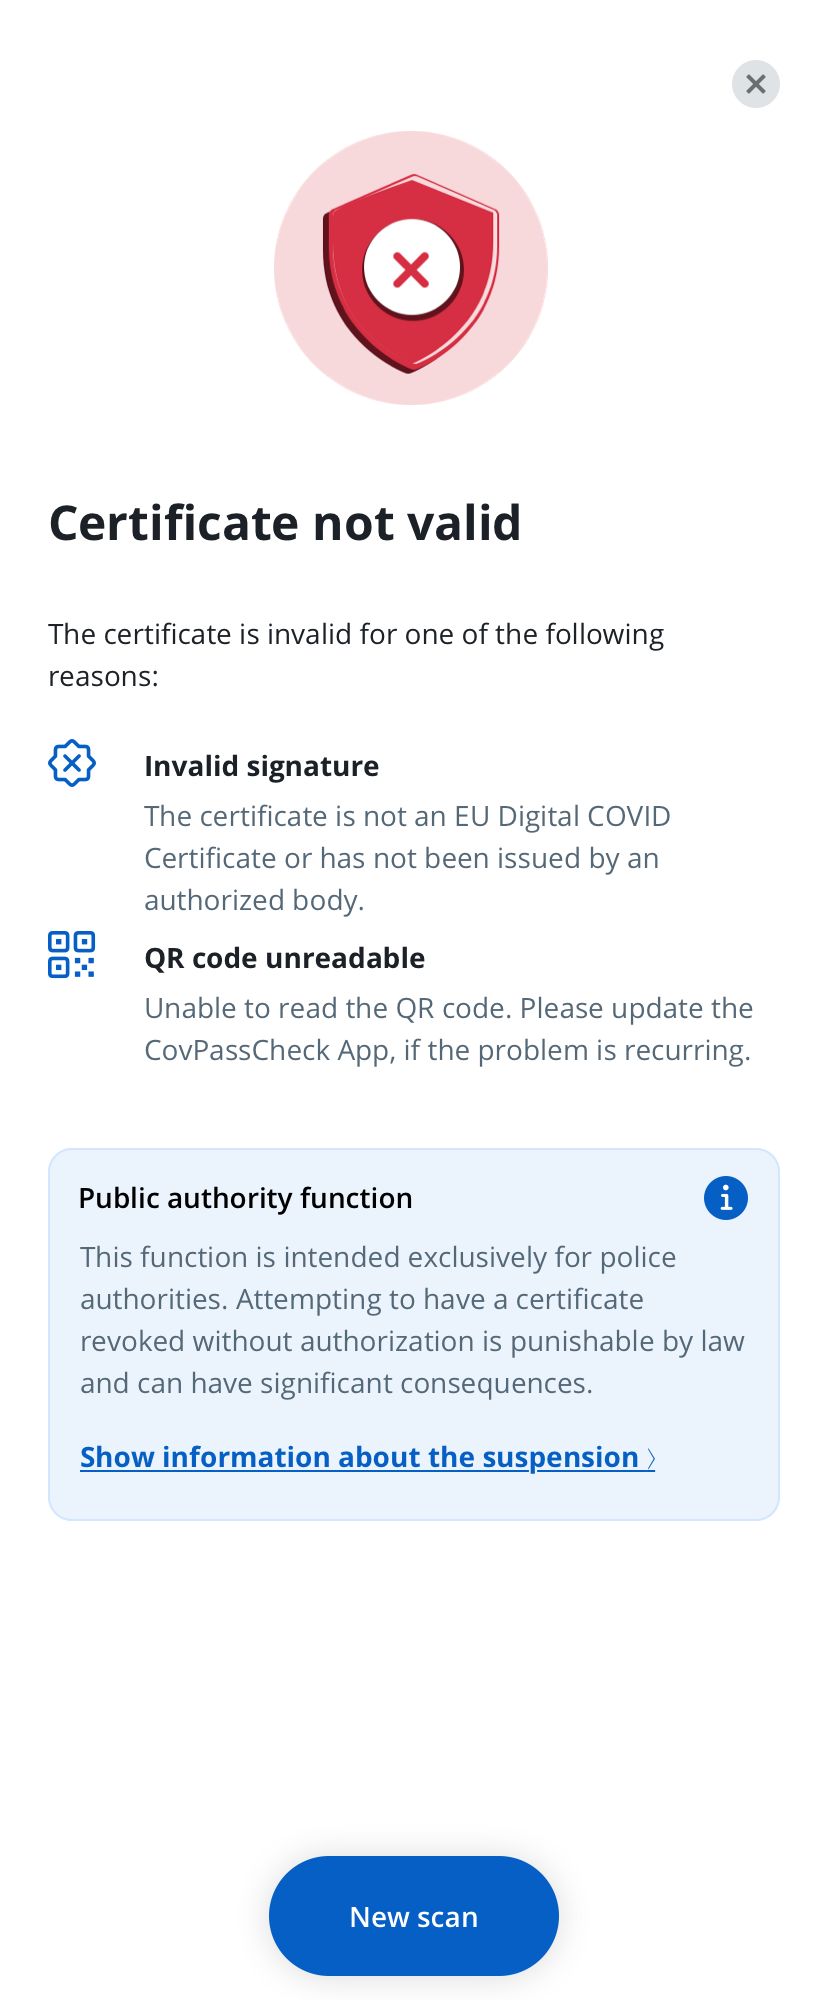 Certificate not valid
The certificate is invalid for one of the following
reasons:
Invalid signature
The certificate is not an EU Digital COVID
Certificate or has not been issued by an
authorized body.
QR code unreadable
Unable to read the QR code. Please update the
CovPassCheck App, if the problem is recurring.
Public authority function
This function is intended exclusively for police
authorities. Attempting to have a certificate
revoked without authorization is punishable by law
and can have significant consequences.
Show information about the suspension 〉
New scan